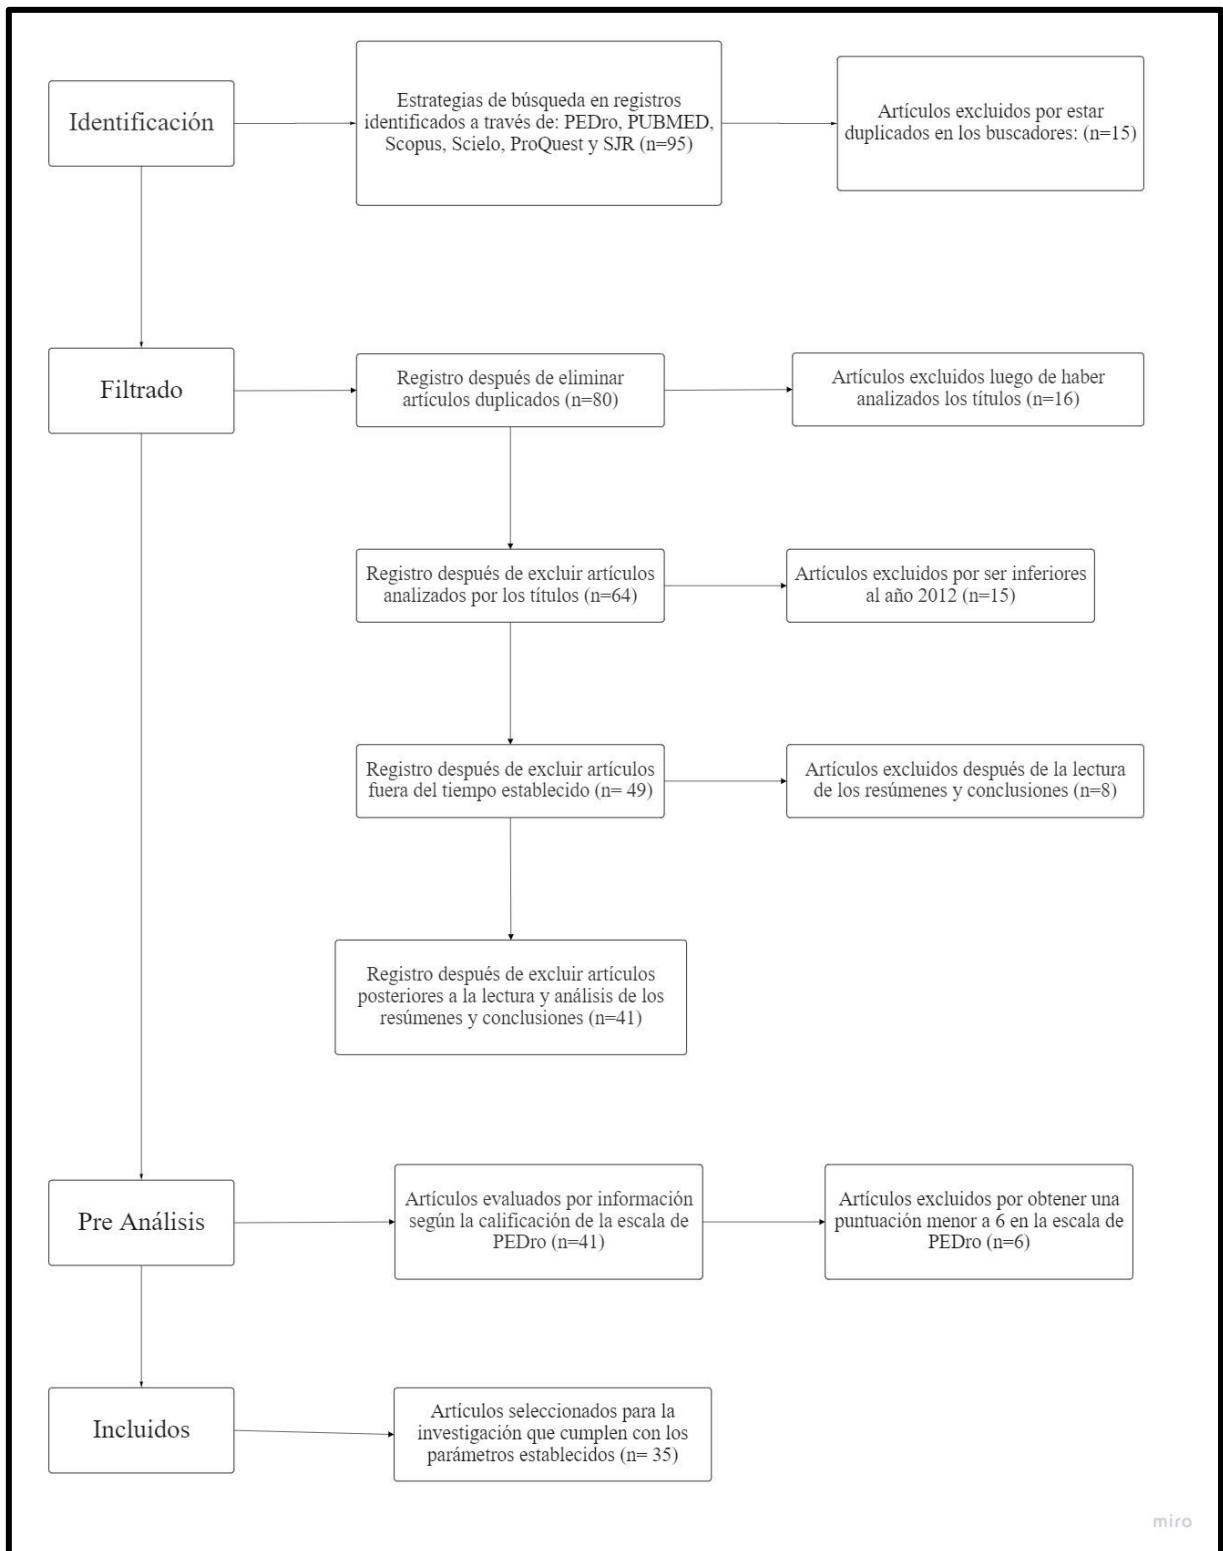 Identificación
Estrategias de búsqueda en registros
identificados a través de: PEDro, PUBMED,
Scopus, Scielo, ProQuest y SJR (n=95)
Artículos excluidos por estar
duplicados en los buscadores: (n=15)
Filtrado
Registro después de eliminar
artículos duplicados (n=80)
Artículos excluidos luego de haber
analizados los títulos (n=16)
Registro después de excluir artículos
analizados por los títulos (n=64)
Artículos excluidos por ser inferiores
al año 2012 (n=15)
Registro después de excluir artículos
fuera del tiempo establecido (n= 49)
Artículos excluidos después de la lectura
de los resúmenes y conclusiones (n=8)
Registro después de excluir artículos
posteriores a la lectura y análisis de los
resúmenes y conclusiones (n=41)
Pre Análisis
Artículos evaluados por información
según la calificación de la escala de
PEDro (n=41)
Artículos excluidos por obtener una
puntuación menor a 6 en la escala de
PEDro (n=6)
Incluidos
Artículos seleccionados para la
investigación que cumplen con los
parámetros establecidos (n= 35)
miro